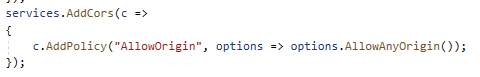 });
services.AddCors(c =>
{
    c.AddPolicy("AllowOrigin", options => options.AllowAnyOrigin());
});